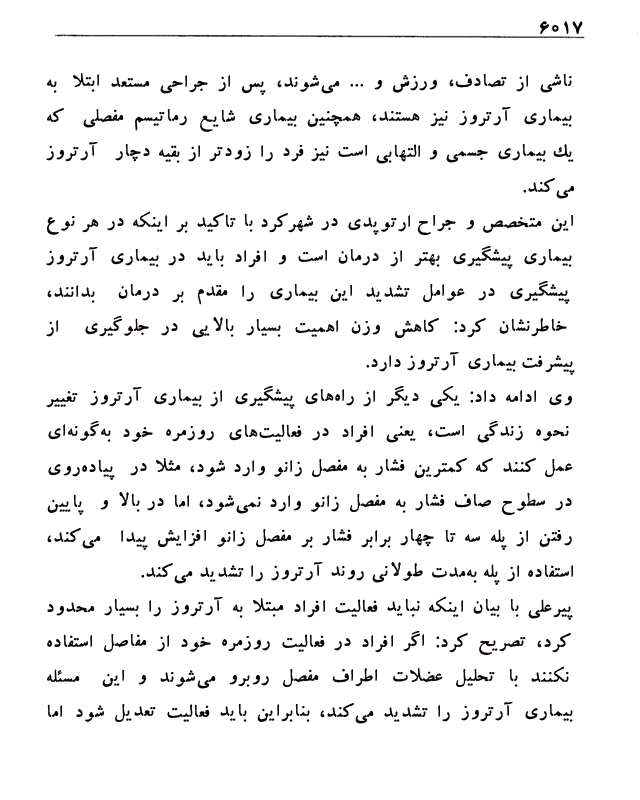 ۶۰۱۷
ناشی از تصادف، ورزش و ... می‌شوند، پس از جراحی مستعد ابتلا به
بیماری آرتروز نیز هستند، همچنین بیماری شایع رماتیسم مفصلی که
یك بیماری جسمی و التهابی است نیز فرد را زودتر از بقیه دچار آرتروز
می‌کند.
این متخصص و جراح ارتوپدی در شهرکرد با تاکید بر اینکه در هر نوع
بیماری پیشگیری بهتر از درمان است و افراد باید در بیماری آرتروز
پیشگیری در عوامل تشدید این بیماری را مقدم بر درمان بدانند،
خاطرنشان کرد: کاهش وزن اهمیت بسیار بالایی در جلوگیری از
پیشرفت بیماری آرتروز دارد.
وی ادامه داد: یکی دیگر از راه‌های پیشگیری از بیماری آرتروز تغییر
نحوه زندگی است، یعنی افراد در فعالیت‌های روزمره خود به‌گونه‌ای
عمل کنند که کمترین فشار به مفصل زانو وارد شود، مثلا در پیاده‌روی
در سطوح صاف فشار به مفصل زانو وارد نمی‌شود، اما در بالا و پایین
رفتن از پله سه تا چهار برابر فشار بر مفصل زانو افزایش پیدا می‌کند،
استفاده از پله به‌مدت طولانی روند آرتروز را تشدید می‌کند.
پیرعلی با بیان اینکه نباید فعالیت افراد مبتلا به آرتروز را بسیار محدود
کرد، تصریح کرد: اگر افراد در فعالیت روزمره خود از مفاصل استفاده
نکنند با تحلیل عضلات اطراف مفصل روبرو می‌شوند و این مسئله
بیماری آرتروز را تشدید می‌کند، بنابراین باید فعالیت تعدیل شود اما